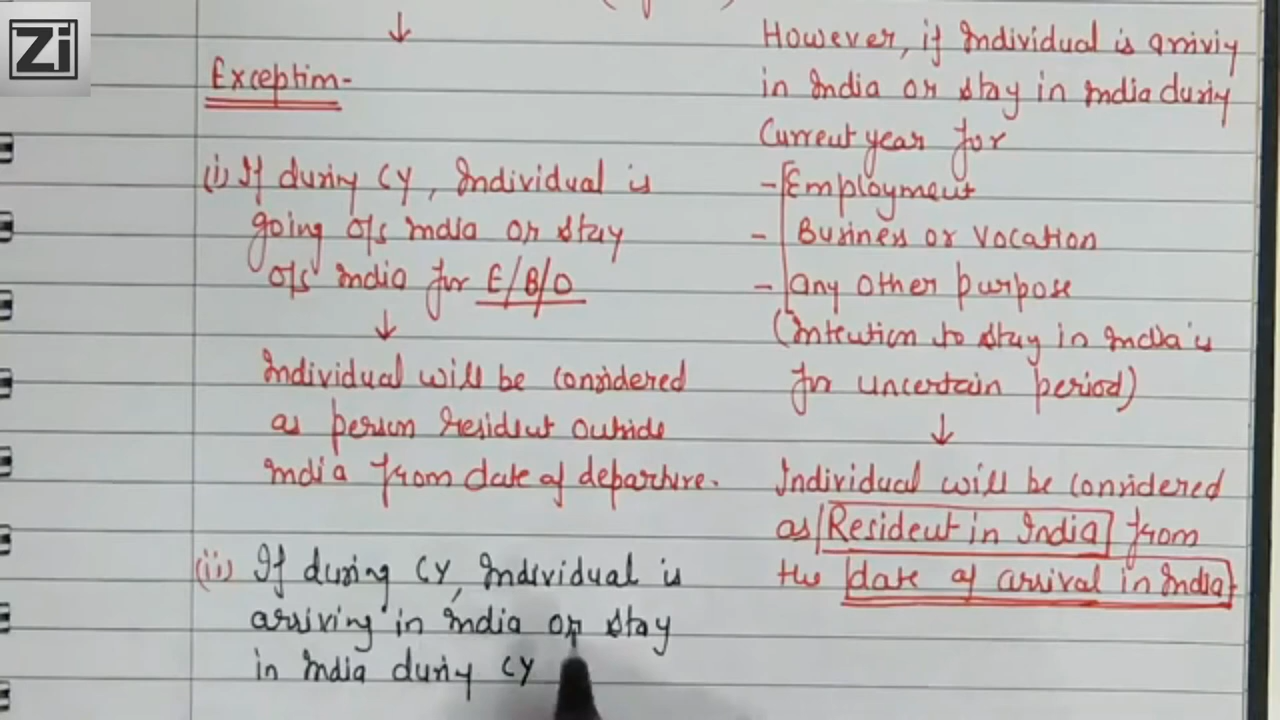 Zi
Exception-
(i) If during CY, Individual is
going o/s India or stay
o/s India for E/B/O
↓
Individual will be considered
as person resident outside
India from date of departure.
(ii) If during CY, Individual is
arriving in India or stay
in India during CY
However, if Individual is arriving
in India or stay in India during
Current year for
- Employment
- Business or Vocation
- Any other purpose
(Intention to stay in India is
for uncertain period)
↓
Individual will be considered
as Resident in India from
the date of arrival in India